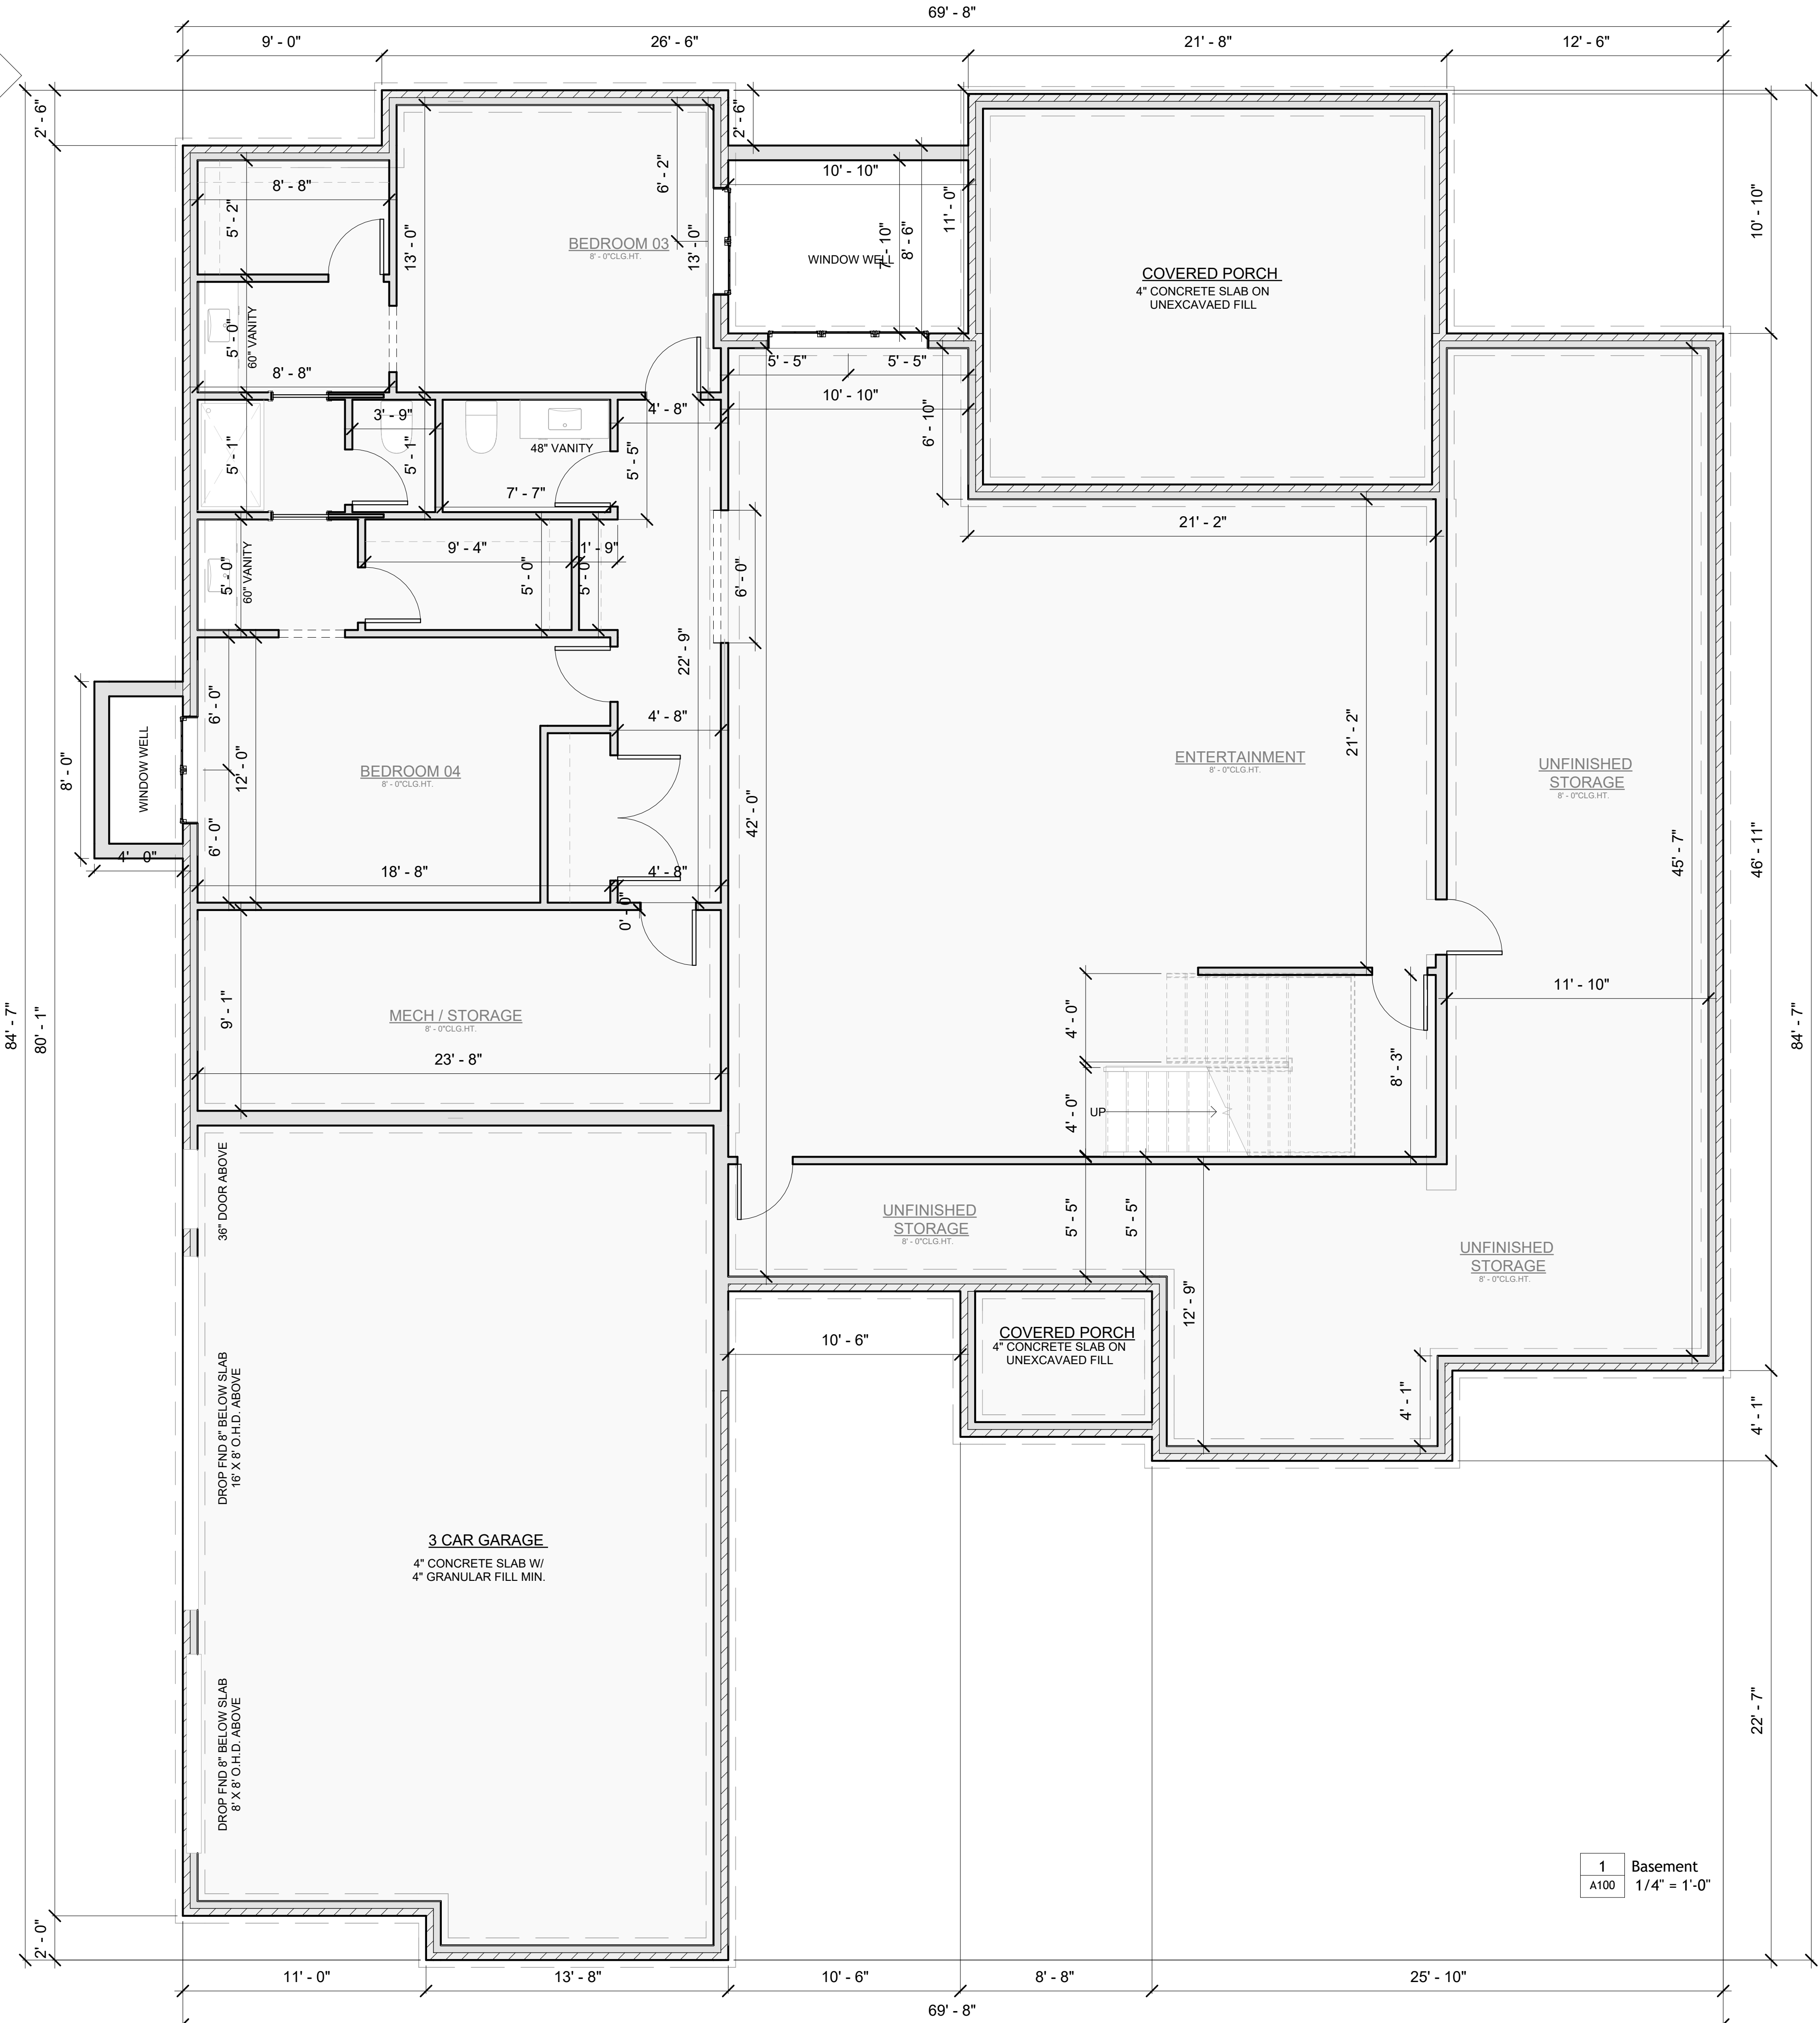 69' - 8"
9' - 0"
26' - 6"
21' - 8"
12' - 6"
2' - 6"
2' - 6"
8' - 8"
5' - 2"
13' - 0"
6' - 2"
13' - 0"
BEDROOM 03
8' - 0"CLG.HT.
10' - 10"
11' - 0"
7' - 10"
8' - 6"
WINDOW WELL
COVERED PORCH
4" CONCRETE SLAB ON
UNEXCAVAED FILL
10' - 10"
5' - 0"
60" VANITY
8' - 8"
5' - 5"
5' - 5"
10' - 10"
6' - 10"
3' - 9"
4' - 8"
5' - 1"
5' - 1"
48" VANITY
5' - 5"
7' - 7"
21' - 2"
9' - 4"
1' - 9"
5' - 0"
60" VANITY
5' - 0"
5' - 0"
6' - 0"
22' - 9"
6' - 0"
4' - 8"
8' - 0"
WINDOW WELL
12' - 0"
BEDROOM 04
8' - 0"CLG.HT.
21' - 2"
ENTERTAINMENT
8' - 0"CLG.HT.
UNFINISHED
STORAGE
8' - 0"CLG.HT.
42' - 0"
6' - 0"
45' - 7"
46' - 11"
4' - 0"
18' - 8"
4' - 8"
0' - 0"
11' - 10"
84' - 7"
80' - 1"
9' - 1"
MECH / STORAGE
8' - 0"CLG.HT.
4' - 0"
84' - 7"
23' - 8"
8' - 3"
4' - 0"
UP
36" DOOR ABOVE
UNFINISHED
STORAGE
8' - 0"CLG.HT.
5' - 5"
5' - 5"
UNFINISHED
STORAGE
8' - 0"CLG.HT.
12' - 9"
10' - 6"
COVERED PORCH
4" CONCRETE SLAB ON
UNEXCAVAED FILL
4' - 1"
4' - 1"
DROP FND 8" BELOW SLAB
16' X 8' O.H.D. ABOVE
3 CAR GARAGE
4" CONCRETE SLAB W/
4" GRANULAR FILL MIN.
DROP FND 8" BELOW SLAB
8' X 8' O.H.D. ABOVE
22' - 7"
1
A100
Basement
1/4" = 1'-0"
2' - 0"
11' - 0"
13' - 8"
10' - 6"
8' - 8"
25' - 10"
69' - 8"